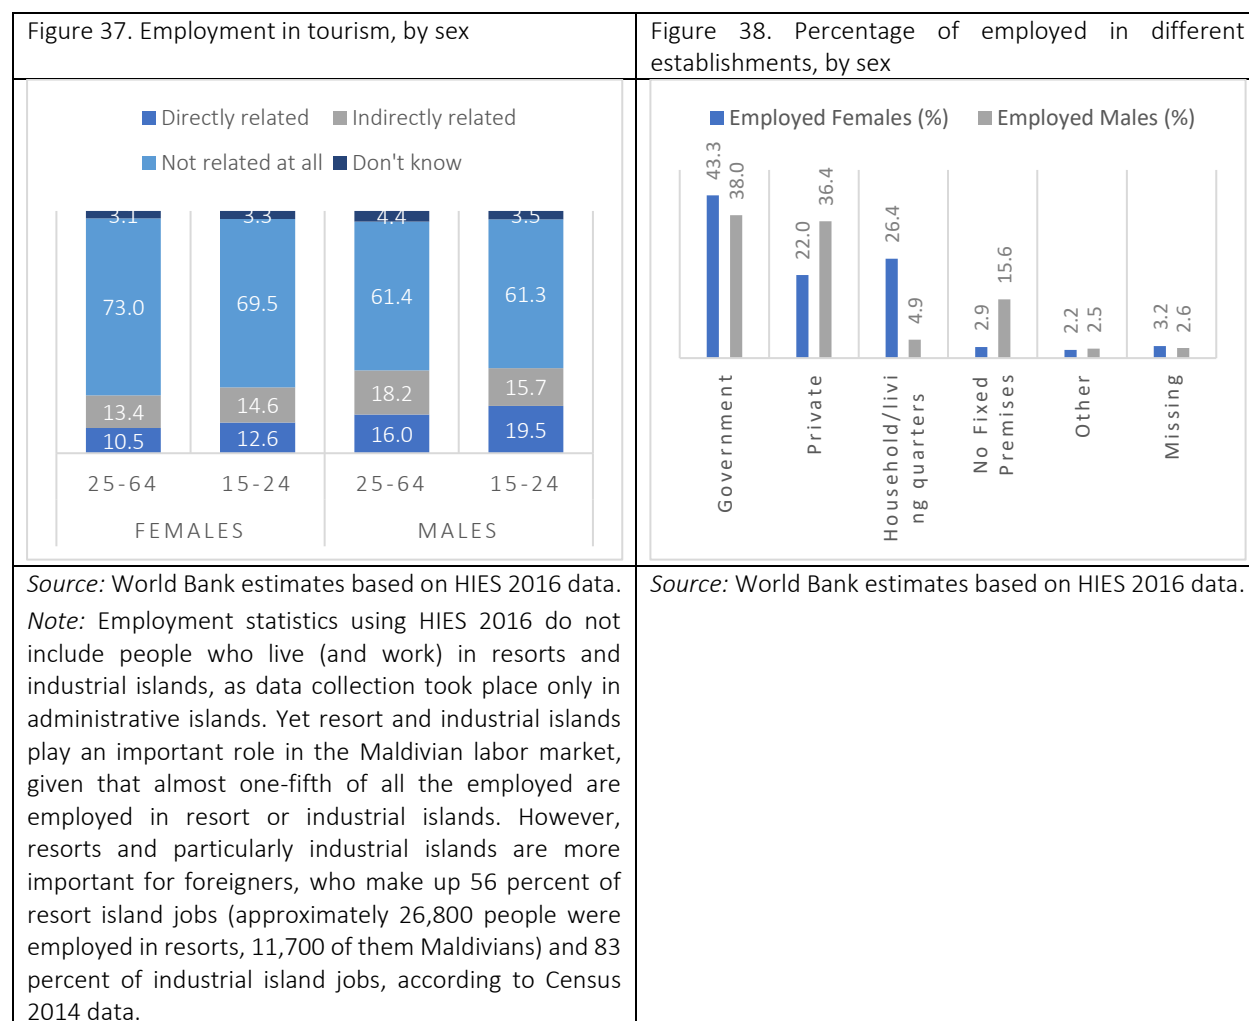 Figure 37. Employment in tourism, by sex
Directly related
Indirectly related
Not related at all
Don't know
3.1
3.3
4.4
3.5
73.0
69.5
61.4
61.3
13.4
14.6
18.2
15.7
10.5
12.6
16.0
19.5
25-64
15-24
25-64
15-24
FEMALES
MALES
Figure 38. Percentage of employed in different
establishments, by sex
Employed Females (%)
Employed Males (%)
43.3
38.0
22.0
36.4
26.4
4.9
2.9
15.6
2.2
2.5
3.2
2.6
Government
Private
Household/livi
ng quarters
No Fixed
Premises
Other
Missing
Source: World Bank estimates based on HIES 2016 data.
Note: Employment statistics using HIES 2016 do not
include people who live (and work) in resorts and
industrial islands, as data collection took place only in
administrative islands. Yet resort and industrial islands
play an important role in the Maldivian labor market,
given that almost one-fifth of all the employed are
employed in resort or industrial islands. However,
resorts and particularly industrial islands are more
important for foreigners, who make up 56 percent of
resort island jobs (approximately 26,800 people were
employed in resorts, 11,700 of them Maldivians) and 83
percent of industrial island jobs, according to Census
2014 data.
Source: World Bank estimates based on HIES 2016 data.